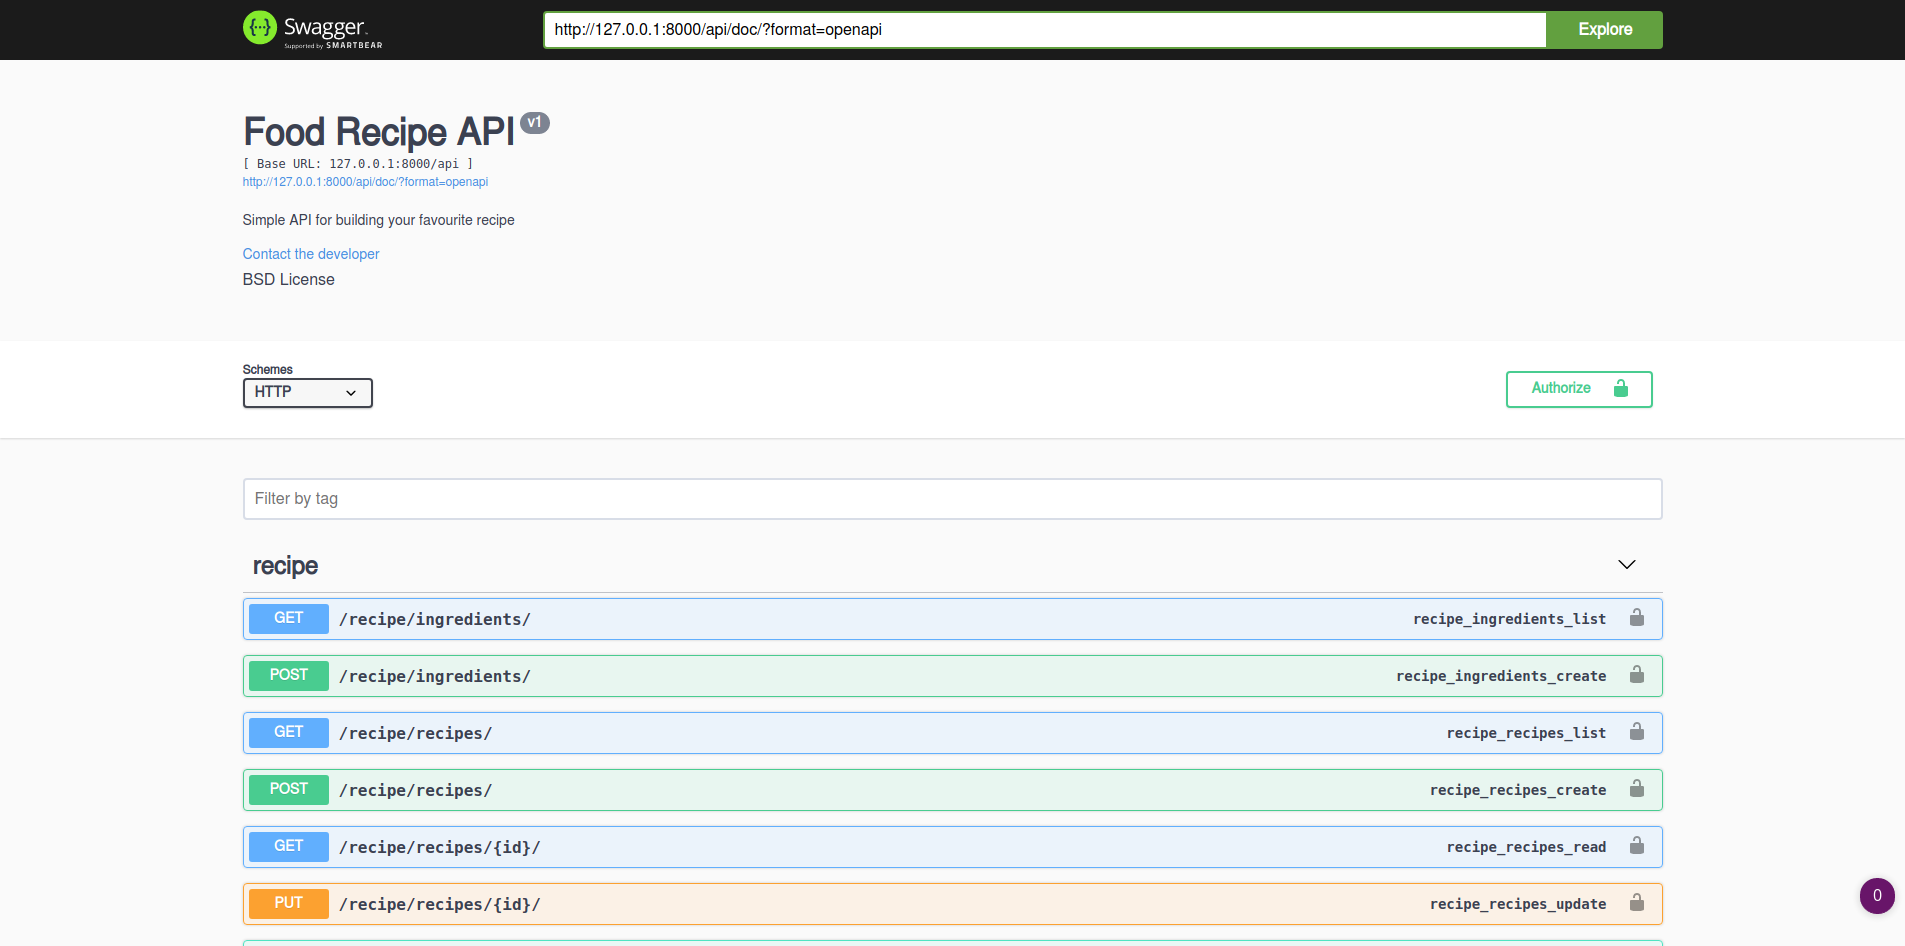 Swagger
Supported by SMARTBEAR
http://127.0.0.1:8000/api/doc/?format=openapi
Explore
Food Recipe API v1
[ Base URL: 127.0.0.1:8000/api ]
http://127.0.0.1:8000/api/doc/?format=openapi
Simple API for building your favourite recipe
Contact the developer
BSD License
Schemes
HTTP
Authorize
Filter by tag
recipe
GET /recipe/ingredients/ recipe_ingredients_list
POST /recipe/ingredients/ recipe_ingredients_create
GET /recipe/recipes/ recipe_recipes_list
POST /recipe/recipes/ recipe_recipes_create
GET /recipe/recipes/{id}/ recipe_recipes_read
PUT /recipe/recipes/{id}/ recipe_recipes_update
0